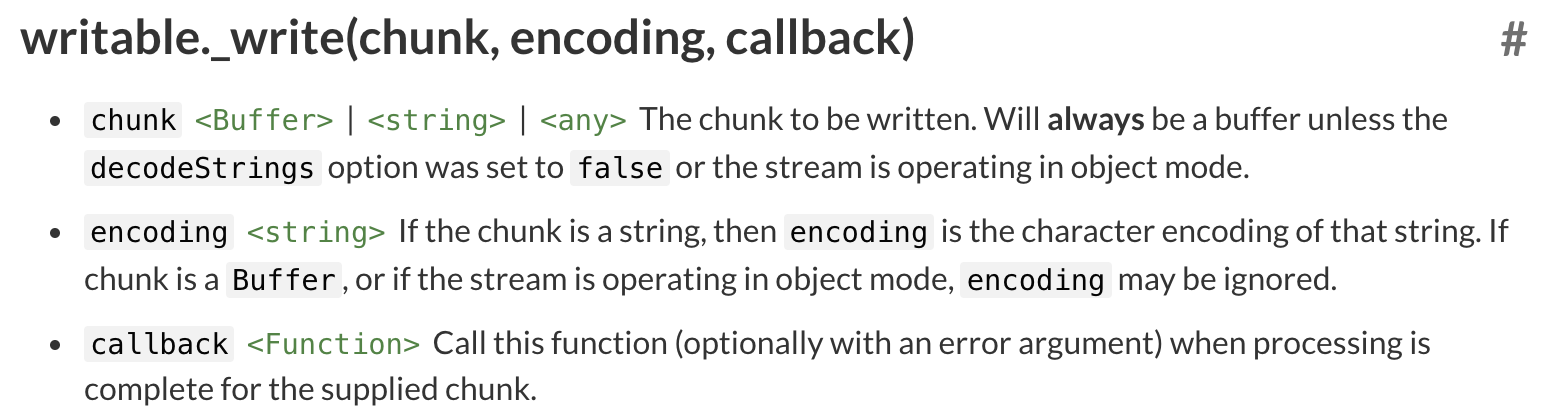 writable._write(chunk, encoding, callback) #
• chunk <Buffer> | <string> | <any> The chunk to be written. Will always be a buffer unless the
decodeStrings option was set to false or the stream is operating in object mode.
• encoding <string> If the chunk is a string, then encoding is the character encoding of that string. If
chunk is a Buffer, or if the stream is operating in object mode, encoding may be ignored.
• callback <Function> Call this function (optionally with an error argument) when processing is
complete for the supplied chunk.